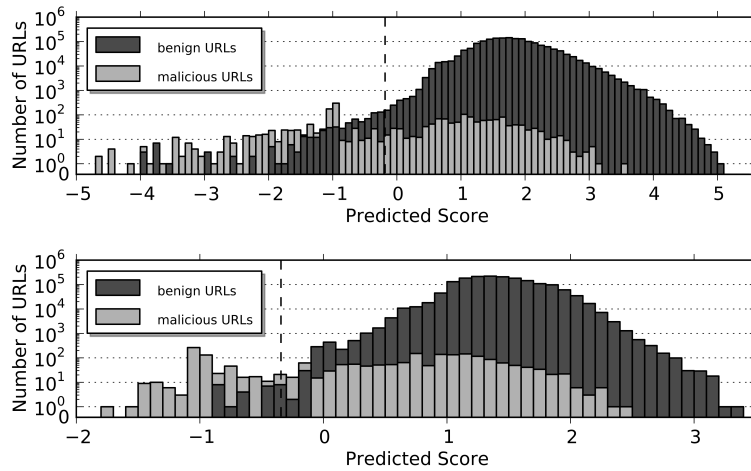 Number of URLs
10^6
10^5
10^4
10^3
10^2
10^1
10^0
0
benign URLs
malicious URLs
−5 −4 −3 −2 −1 0 1 2 3 4 5
Predicted Score
Number of URLs
10^6
10^5
10^4
10^3
10^2
10^1
10^0
0
benign URLs
malicious URLs
−2 −1 0 1 2 3
Predicted Score